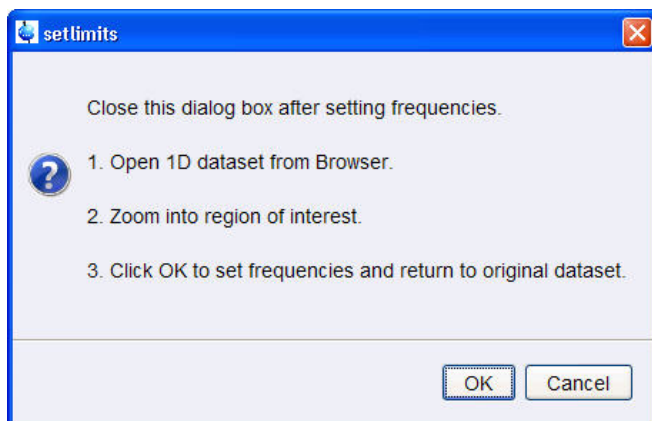 setlimits
Close this dialog box after setting frequencies.
1. Open 1D dataset from Browser.
2. Zoom into region of interest.
3. Click OK to set frequencies and return to original dataset.
OK Cancel